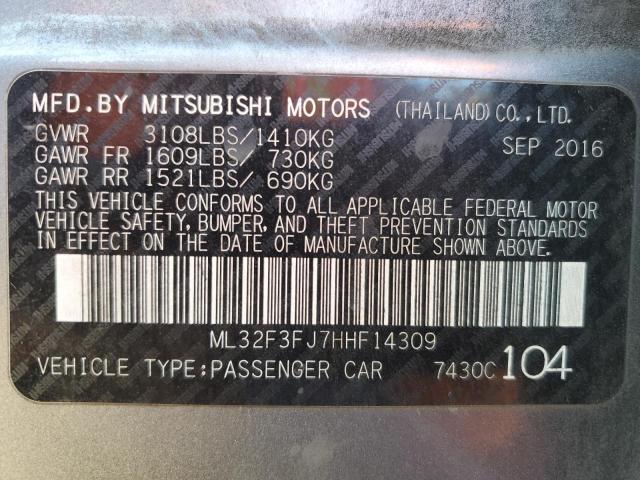 MFD.BY MITSUBISHI MOTORS (THAILAND)CO.,LTD.
GVWR 3108LBS/1410KG SEP 2016
GAWR FR 1609LBS/ 730KG
GAWR RR 1521LBS/ 690KG
THIS VEHICLE CONFORMS TO ALL APPLICABLE FEDERAL MOTOR
VEHICLE SAFETY, BUMPER, AND THEFT PREVENTION STANDARDS
IN EFFECT ON THE DATE OF MANUFACTURE SHOWN ABOVE.
ML32F3FJ7HHF14309
VEHICLE TYPE:PASSENGER CAR 7430C 104